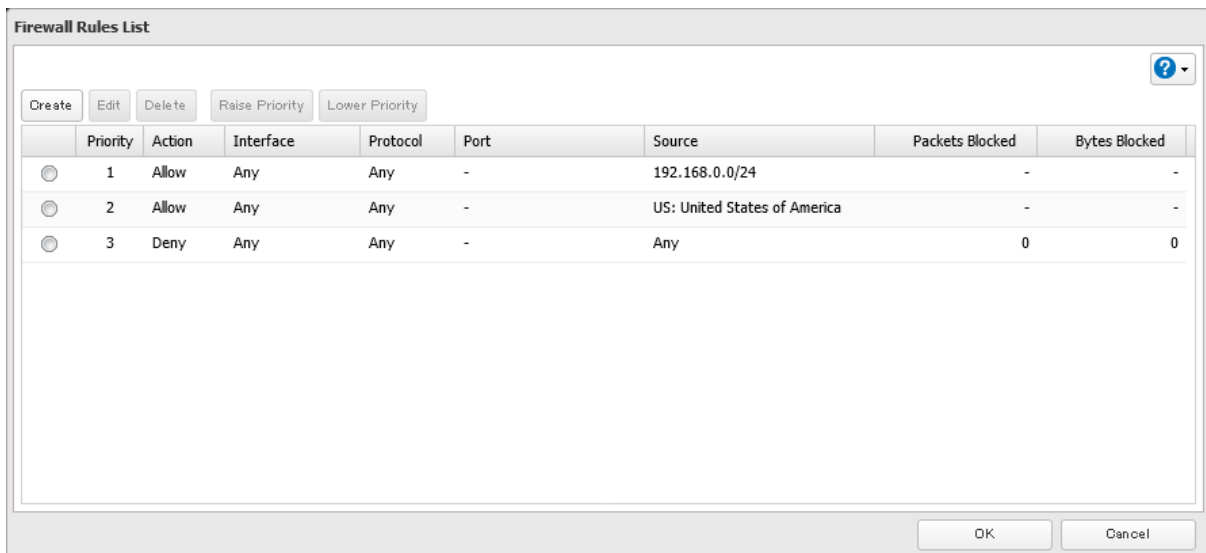 Firewall Rules List
?
Create Edit Delete Raise Priority Lower Priority
Priority Action Interface Protocol Port Source Packets Blocked Bytes Blocked
1 Allow Any Any - 192.168.0.0/24 - -
2 Allow Any Any - US: United States of America - -
3 Deny Any Any - Any 0 0
OK Cancel